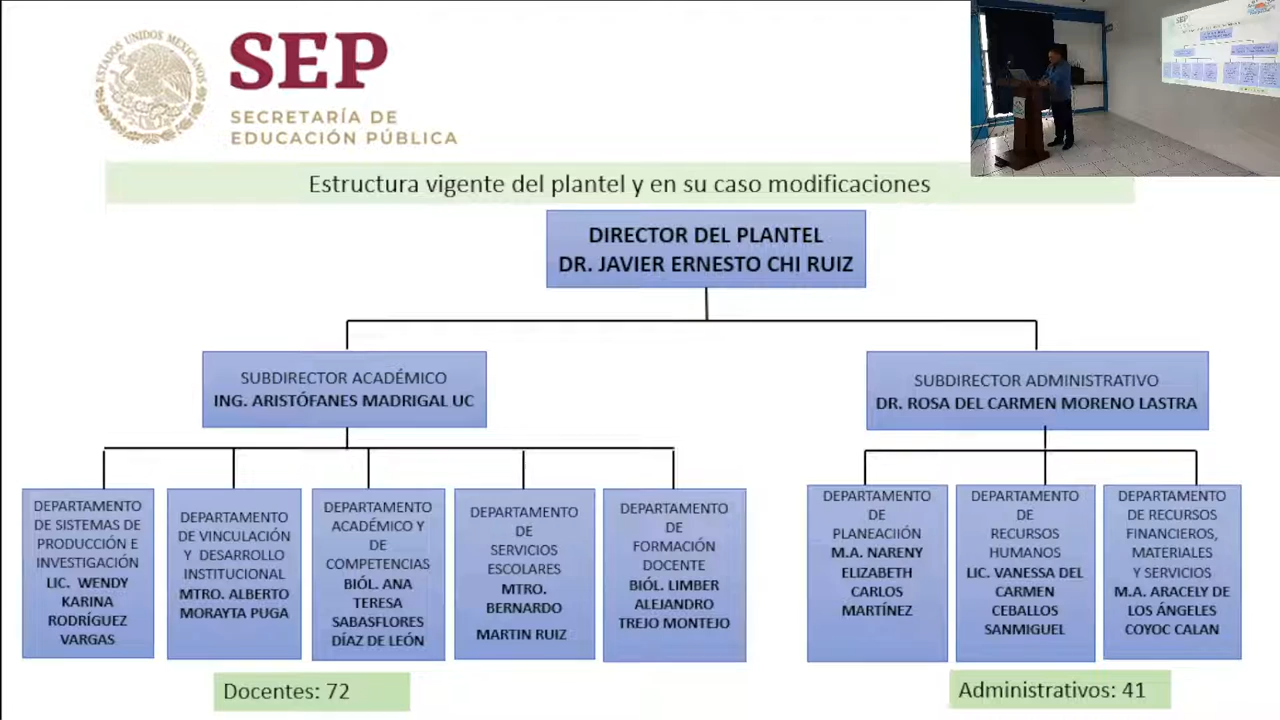 ESTADOS UNIDOS MEXICANOS
SEP
SECRETARÍA DE
EDUCACIÓN PÚBLICA
Estructura vigente del plantel y en su caso modificaciones
DIRECTOR DEL PLANTEL
DR. JAVIER ERNESTO CHI RUIZ
SUBDIRECTOR ACADÉMICO
ING. ARISTÓFANES MADRIGAL UC
SUBDIRECTOR ADMINISTRATIVO
DR. ROSA DEL CARMEN MORENO LASTRA
DEPARTAMENTO
DE SISTEMAS DE
PRODUCCIÓN E
INVESTIGACIÓN
LIC. WENDY
KARINA
RODRÍGUEZ
VARGAS
DEPARTAMENTO
DE VINCULACIÓN
Y DESARROLLO
INSTITUCIONAL
MTRO. ALBERTO
MORAYTA PUGA
DEPARTAMENTO
ACADÉMICO Y
DE
COMPETENCIAS
BIÓL. ANA
TERESA
SABASFLORES
DÍAZ DE LEÓN
DEPARTAMENTO
DE
SERVICIOS
ESCOLARES
MTRO.
BERNARDO
MARTIN RUIZ
DEPARTAMENTO
DE
FORMACIÓN
DOCENTE
BIÓL. LIMBER
ALEJANDRO
TREJO MONTEJO
DEPARTAMENTO
DE
PLANEACIIÓN
M.A. NARENY
ELIZABETH
CARLOS
MARTÍNEZ
DEPARTAMENTO
DE
RECURSOS
HUMANOS
LIC. VANESSA DEL
CARMEN
CEBALLOS
SANMIGUEL
DEPARTAMENTO
DE RECURSOS
FINANCIEROS,
MATERIALES
Y SERVICIOS
M.A. ARACELY DE
LOS ÁNGELES
COYOC CALAN
Docentes: 72
Administrativos: 41
SEP